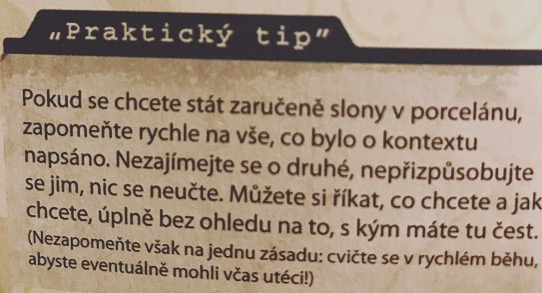 „Praktický tip”
Pokud se chcete stát zaručeně slony v porcelánu,
zapomeňte rychle na vše, co bylo o kontextu
napsáno. Nezajímejte se o druhé, nepřizpůsobujte
se jim, nic se neučte. Můžete si říkat, co chcete a jak
chcete, úplně bez ohledu na to, s kým máte tu čest.
(Nezapomeňte však na jednu zásadu: cvičte se v rychlém běhu,
abyste eventuálně mohli včas utéci!)